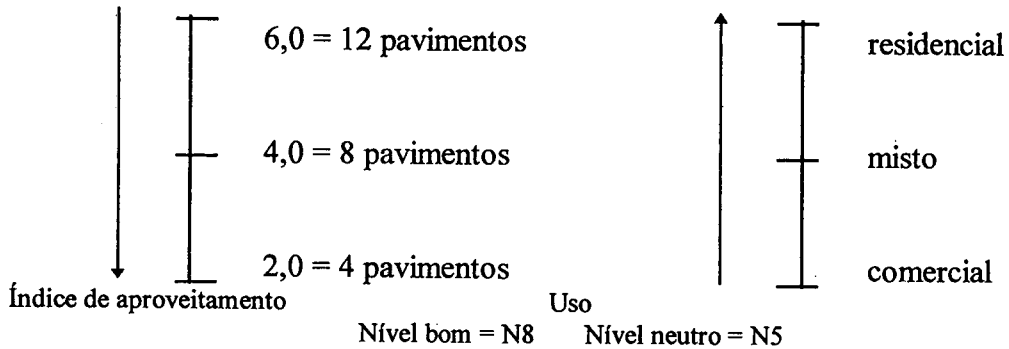 6,0 = 12 pavimentos
residencial
4,0 = 8 pavimentos
misto
2,0 = 4 pavimentos
comercial
Índice de aproveitamento
Uso
Nível bom = N8 Nível neutro = N5